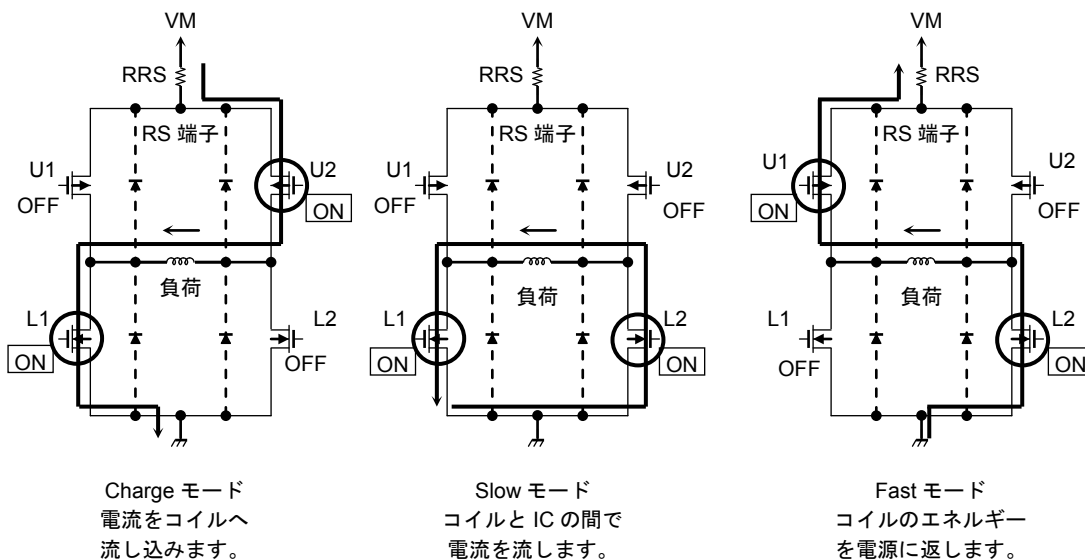 VM
RRS
RS 端子
U1
OFF
U2
ON
負荷
L1
ON
L2
OFF
Charge モード
電流をコイルへ
流し込みます。
VM
RRS
RS 端子
U1
OFF
U2
OFF
負荷
L1
ON
L2
ON
Slow モード
コイルと IC の間で
電流を流します。
VM
RRS
RS 端子
U1
ON
U2
OFF
負荷
L1
OFF
L2
ON
Fast モード
コイルのエネルギー
を電源に返します。